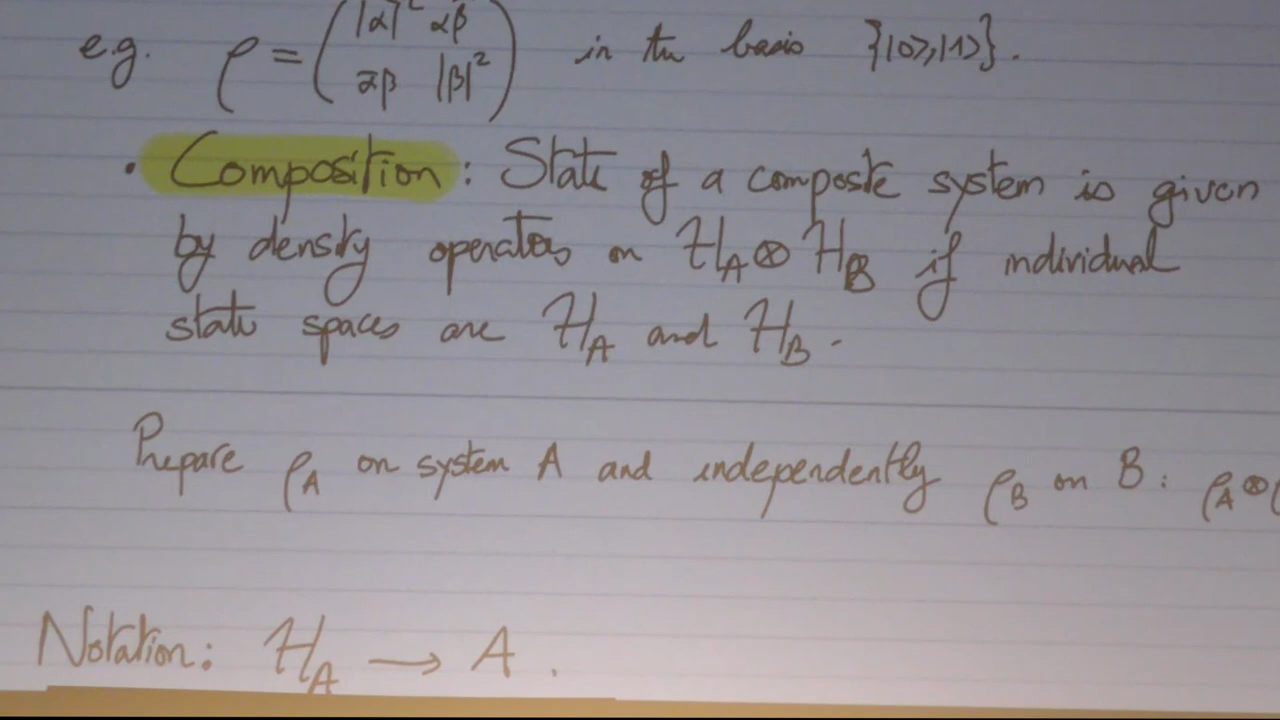 e.g. ρ = ( |α|² αβ̅ in the basis {|0>,|1>}.
α̅β |β|² )
· Composition: State of a composite system is given
by density operators on H_A ⊗ H_B if individual
state spaces are H_A and H_B.
Prepare ρ_A on system A and independently ρ_B on B: ρ_A ⊗
Notation: H_A → A.